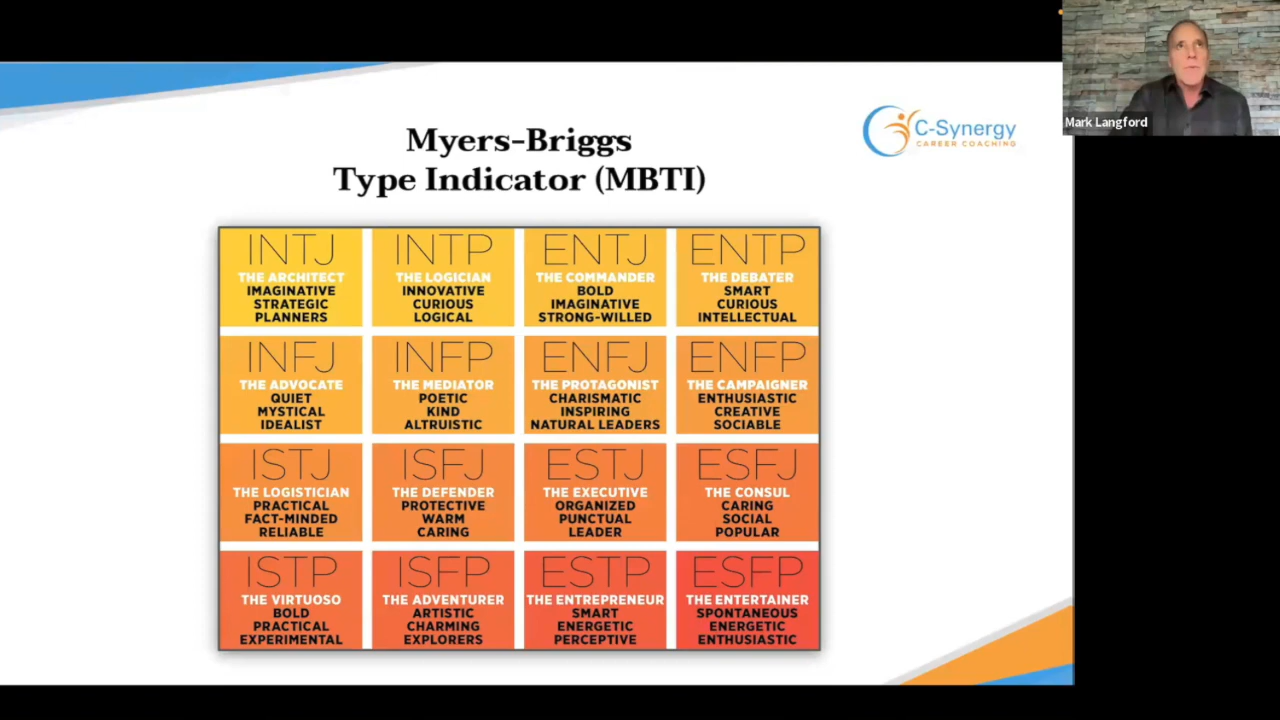 Mark Langford
C-Synergy
CAREER COACHING
Myers-Briggs
Type Indicator (MBTI)
INTJ
THE ARCHITECT
IMAGINATIVE
STRATEGIC
PLANNERS
INTP
THE LOGICIAN
INNOVATIVE
CURIOUS
LOGICAL
ENTJ
THE COMMANDER
BOLD
IMAGINATIVE
STRONG-WILLED
ENTP
THE DEBATER
SMART
CURIOUS
INTELLECTUAL
INFJ
THE ADVOCATE
QUIET
MYSTICAL
IDEALIST
INFP
THE MEDIATOR
POETIC
KIND
ALTRUISTIC
ENFJ
THE PROTAGONIST
CHARISMATIC
INSPIRING
NATURAL LEADERS
ENFP
THE CAMPAIGNER
ENTHUSIASTIC
CREATIVE
SOCIABLE
ISTJ
THE LOGISTICIAN
PRACTICAL
FACT-MINDED
RELIABLE
ISFJ
THE DEFENDER
PROTECTIVE
WARM
CARING
ESTJ
THE EXECUTIVE
ORGANIZED
PUNCTUAL
LEADER
ESFJ
THE CONSUL
CARING
SOCIAL
POPULAR
ISTP
THE VIRTUOSO
BOLD
PRACTICAL
EXPERIMENTAL
ISFP
THE ADVENTURER
ARTISTIC
CHARMING
EXPLORERS
ESTP
THE ENTREPRENEUR
SMART
ENERGETIC
PERCEPTIVE
ESFP
THE ENTERTAINER
SPONTANEOUS
ENERGETIC
ENTHUSIASTIC